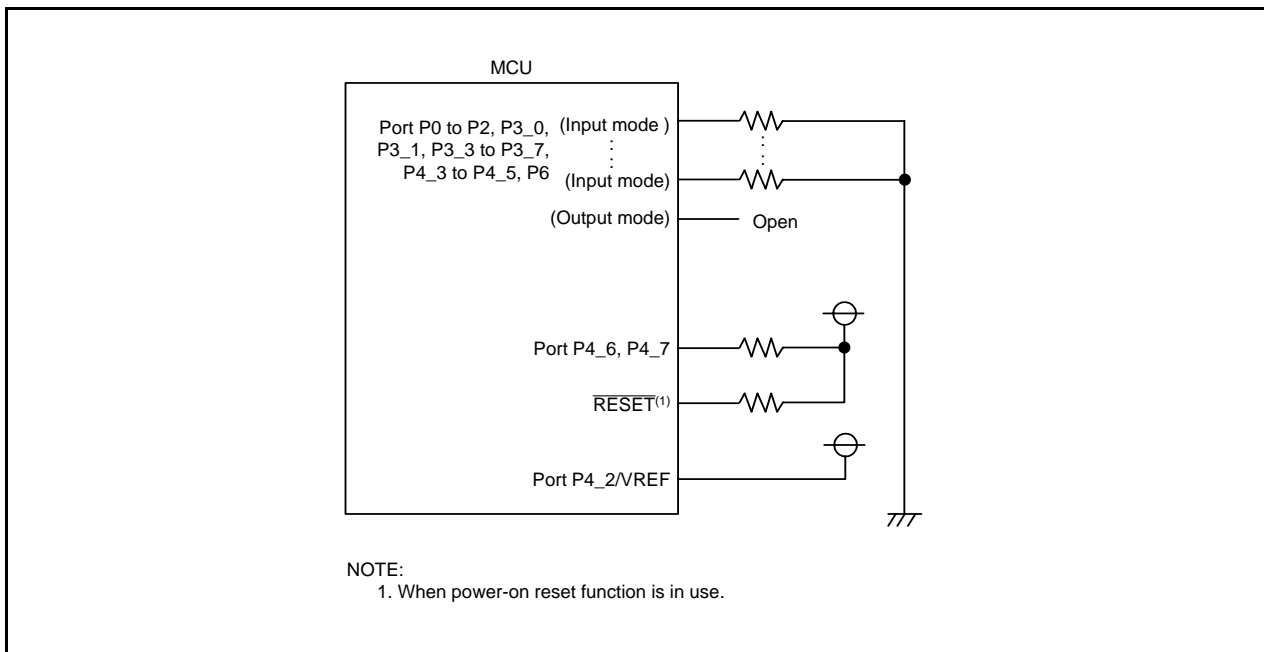 MCU
Port P0 to P2, P3_0,
P3_1, P3_3 to P3_7,
P4_3 to P4_5, P6
(Input mode )
(Input mode)
(Output mode)
Open
Port P4_6, P4_7
RESET(1)
Port P4_2/VREF
NOTE:
1. When power-on reset function is in use.